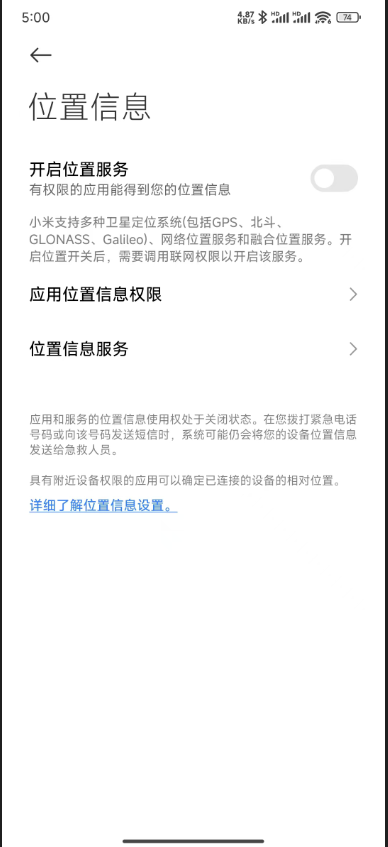 5:00
4.87 KB/s HD HD 74
位置信息
开启位置服务
有权限的应用能得到您的位置信息
小米支持多种卫星定位系统(包括GPS、北斗、
GLONASS、Galileo)、网络位置服务和融合位置服务。开
启位置开关后，需要调用联网权限以开启该服务。
应用位置信息权限
位置信息服务
应用和服务的位置信息使用权处于关闭状态。在您拨打紧急电话
号码或向该号码发送短信时，系统可能仍会将您的设备位置信息
发送给急救人员。
具有附近设备权限的应用可以确定已连接的设备的相对位置。
详细了解位置信息设置。